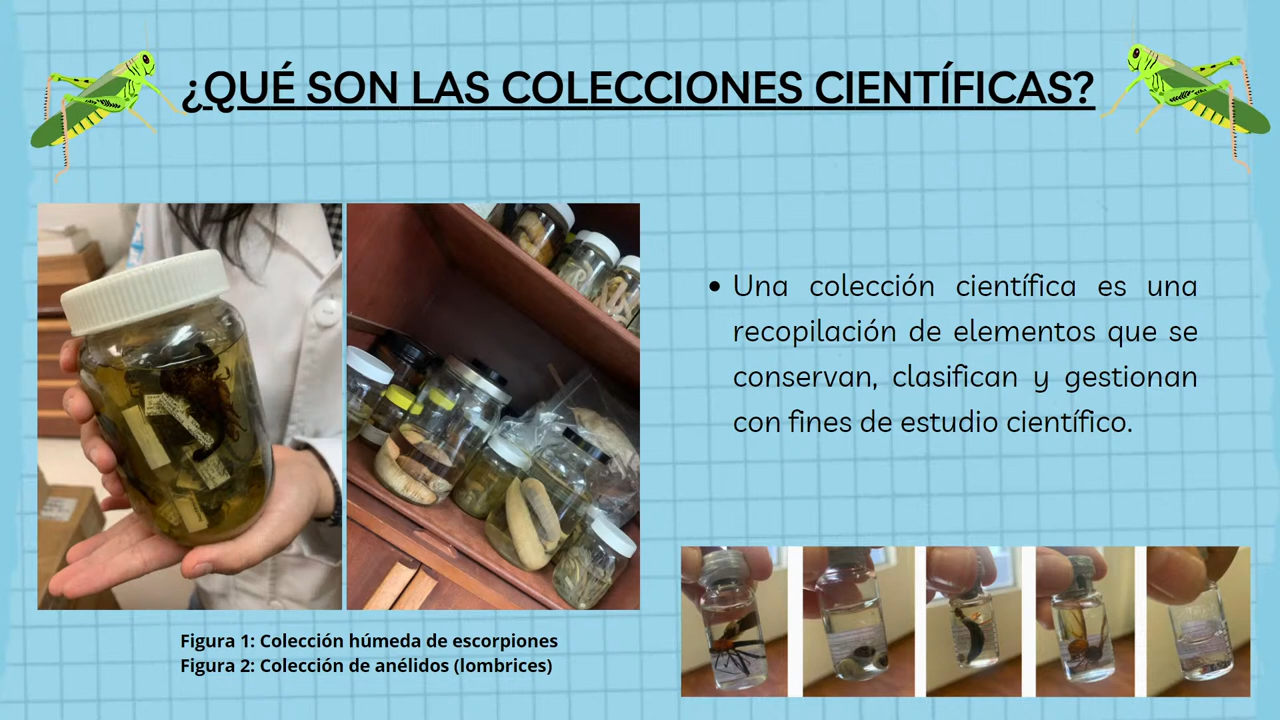 ¿QUÉ SON LAS COLECCIONES CIENTÍFICAS?
• Una colección científica es una
recopilación de elementos que se
conservan, clasifican y gestionan
con fines de estudio científico.
Figura 1: Colección húmeda de escorpiones
Figura 2: Colección de anélidos (lombrices)